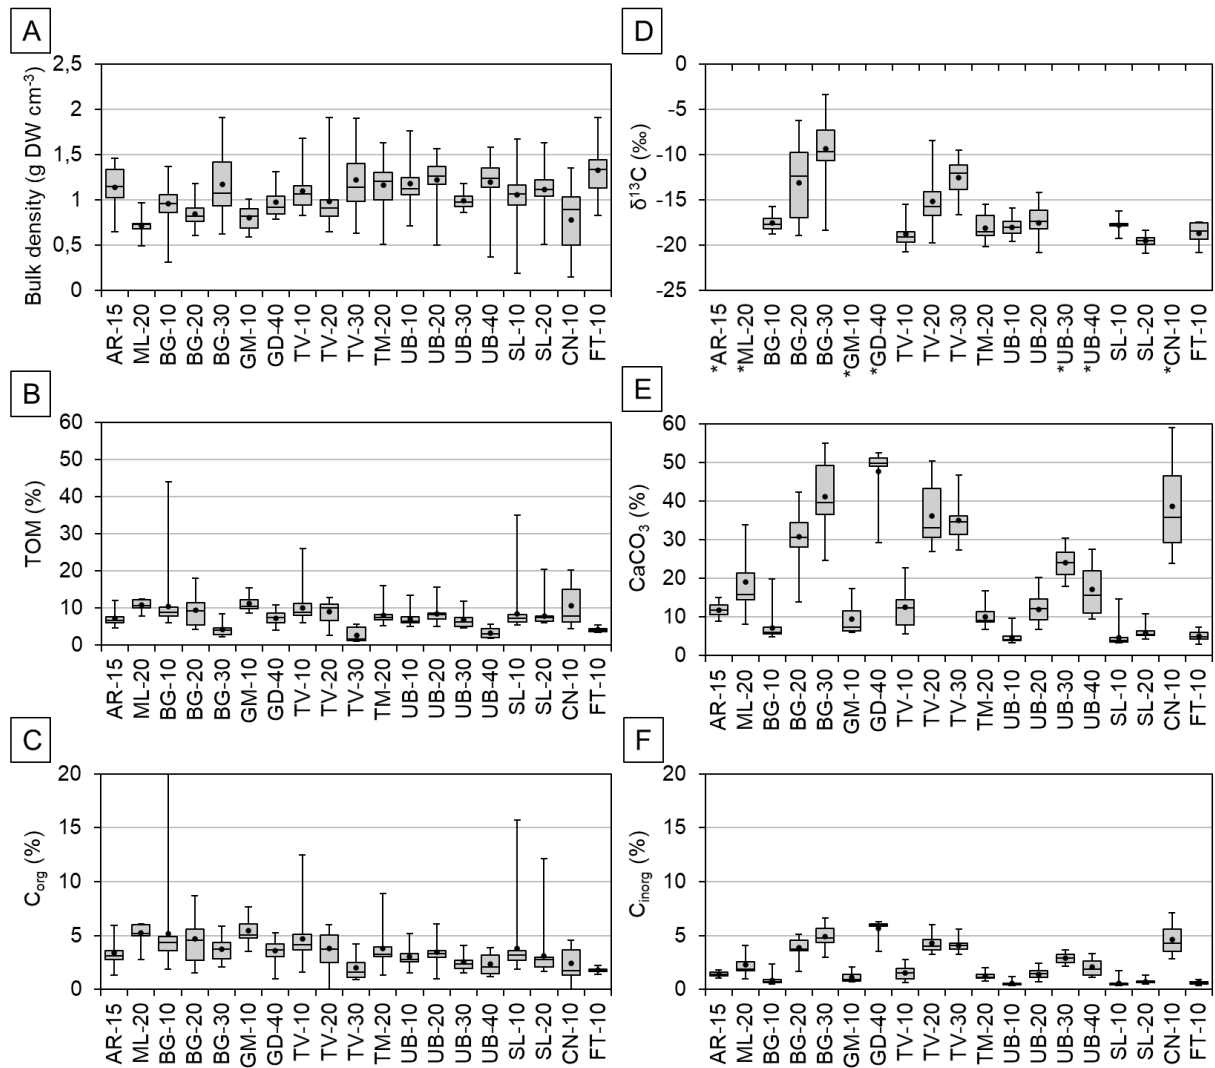 A
Bulk density (g DW cm⁻³)
2,5
2
1,5
1
0,5
0
AR-15 ML-20 BG-10 BG-20 BG-30 GM-10 GD-40 TV-10 TV-20 TV-30 TM-20 UB-10 UB-20 UB-30 UB-40 SL-10 SL-20 CN-10 FT-10
D
δ¹³C (‰)
0
-5
-10
-15
-20
-25
*AR-15 *ML-20 BG-10 BG-20 BG-30 *GM-10 *GD-40 TV-10 TV-20 TV-30 TM-20 UB-10 UB-20 *UB-30 *UB-40 SL-10 SL-20 *CN-10 FT-10
B
TOM (%)
60
50
40
30
20
10
0
AR-15 ML-20 BG-10 BG-20 BG-30 GM-10 GD-40 TV-10 TV-20 TV-30 TM-20 UB-10 UB-20 UB-30 UB-40 SL-10 SL-20 CN-10 FT-10
E
CaCO₃ (%)
60
50
40
30
20
10
0
AR-15 ML-20 BG-10 BG-20 BG-30 GM-10 GD-40 TV-10 TV-20 TV-30 TM-20 UB-10 UB-20 UB-30 UB-40 SL-10 SL-20 CN-10 FT-10
C
C_org (%)
20
15
10
5
0
AR-15 ML-20 BG-10 BG-20 BG-30 GM-10 GD-40 TV-10 TV-20 TV-30 TM-20 UB-10 UB-20 UB-30 UB-40 SL-10 SL-20 CN-10 FT-10
F
C_inorg (%)
20
15
10
5
0
AR-15 ML-20 BG-10 BG-20 BG-30 GM-10 GD-40 TV-10 TV-20 TV-30 TM-20 UB-10 UB-20 UB-30 UB-40 SL-10 SL-20 CN-10 FT-10